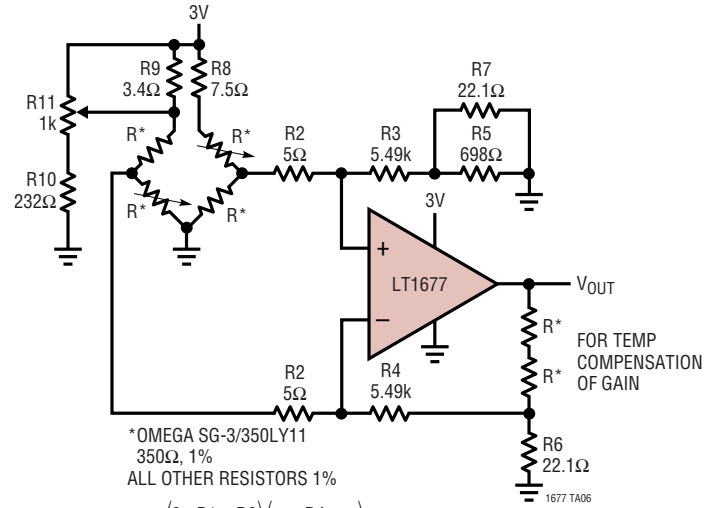 3V
R9
3.4Ω
R8
7.5Ω
R11
1k
R10
232Ω
R*
R*
R*
R*
R2
5Ω
R3
5.49k
R7
22.1Ω
R5
698Ω
3V
+
LT1677
–
VOUT
R*
R*
FOR TEMP
COMPENSATION
OF GAIN
R2
5Ω
R4
5.49k
R6
22.1Ω
*OMEGA SG-3/350LY11
350Ω, 1%
ALL OTHER RESISTORS 1%
1677 TA06